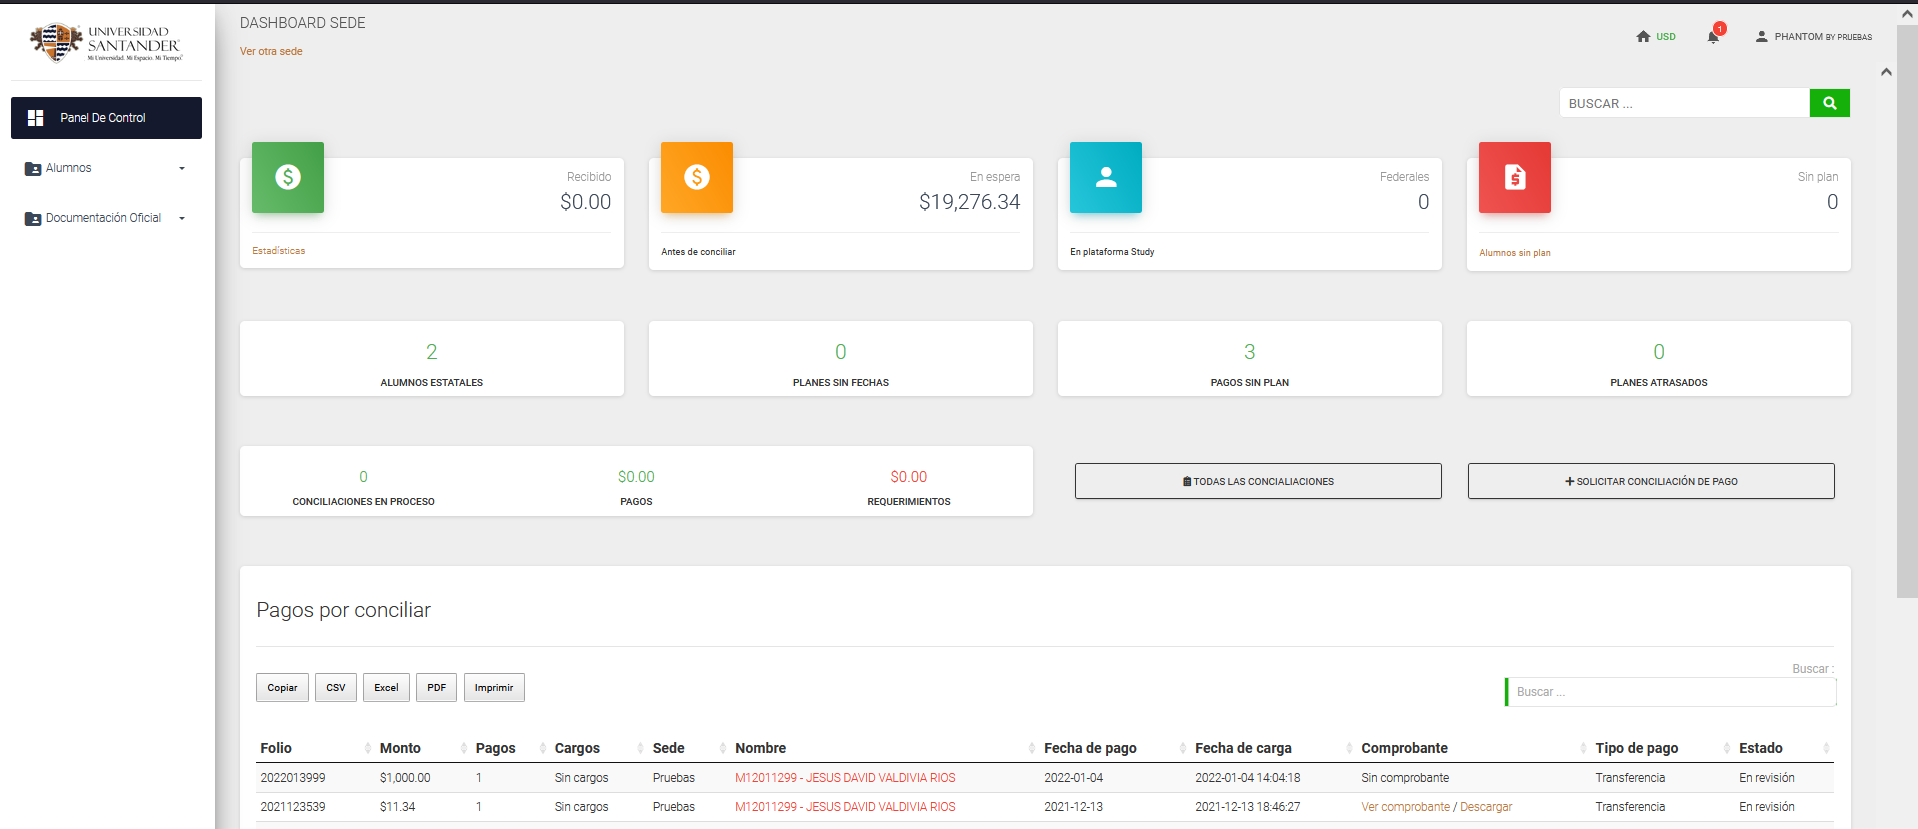 UNIVERSIDAD
SANTANDER
Mi Universidad. Mi Espacio. Mi Tiempo.
DASHBOARD SEDE
Ver otra sede
USD
1
PHANTOM BY PRUEBAS
Panel De Control
Alumnos
Documentación Oficial
BUSCAR ...
Recibido
$0.00
Estadísticas
En espera
$19,276.34
Antes de conciliar
Federales
0
En plataforma Study
Sin plan
0
Alumnos sin plan
2
ALUMNOS ESTATALES
0
PLANES SIN FECHAS
3
PAGOS SIN PLAN
0
PLANES ATRASADOS
0
CONCILIACIONES EN PROCESO
$0.00
PAGOS
$0.00
REQUERIMIENTOS
TODAS LAS CONCIALIACIONES
SOLICITAR CONCILIACIÓN DE PAGO
Pagos por conciliar
Copiar CSV Excel PDF Imprimir
Buscar :
Buscar ...
Folio Monto Pagos Cargos Sede Nombre Fecha de pago Fecha de carga Comprobante Tipo de pago Estado
2022013999 $1,000.00 1 Sin cargos Pruebas M12011299 - JESUS DAVID VALDIVIA RIOS 2022-01-04 2022-01-04 14:04:18 Sin comprobante Transferencia En revisión
2021123539 $11.34 1 Sin cargos Pruebas M12011299 - JESUS DAVID VALDIVIA RIOS 2021-12-13 2021-12-13 18:46:27 Ver comprobante / Descargar Transferencia En revisión